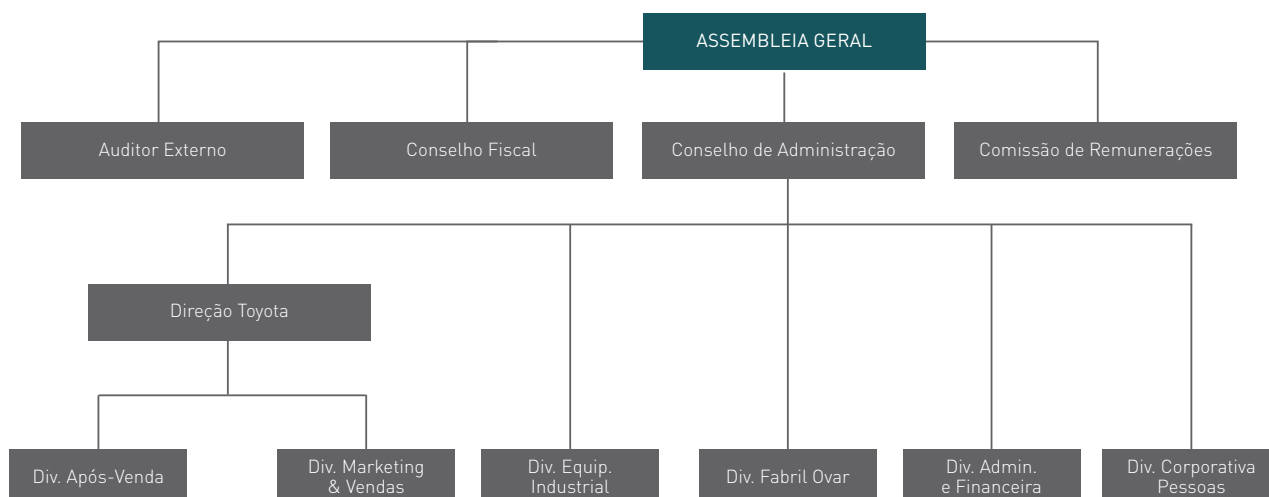 ASSEMBLEIA GERAL
Auditor Externo
Conselho Fiscal
Conselho de Administração
Comissão de Remunerações
Direção Toyota
Div. Após-Venda
Div. Marketing
& Vendas
Div. Equip.
Industrial
Div. Fabril Ovar
Div. Admin.
e Financeira
Div. Corporativa
Pessoas